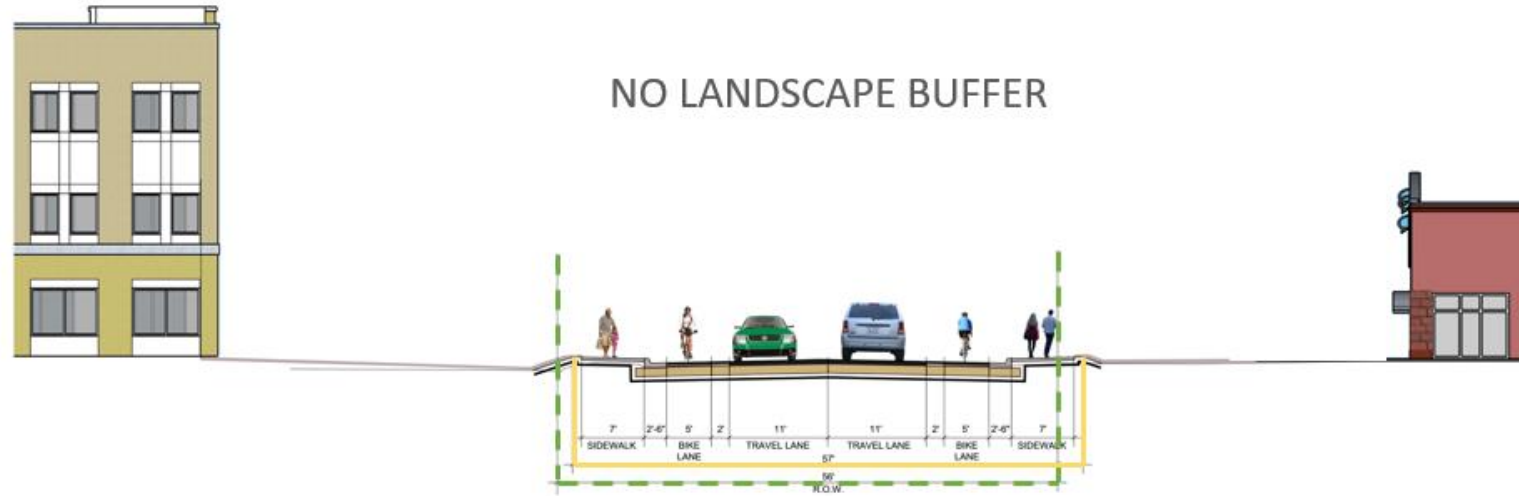 NO LANDSCAPE BUFFER
7' 2'-6" 5' 2' 11' 11' 2' 5' 2'-6" 7'
SIDEWALK BIKE LANE TRAVEL LANE TRAVEL LANE BIKE LANE SIDEWALK
57'
56'
R.O.W.